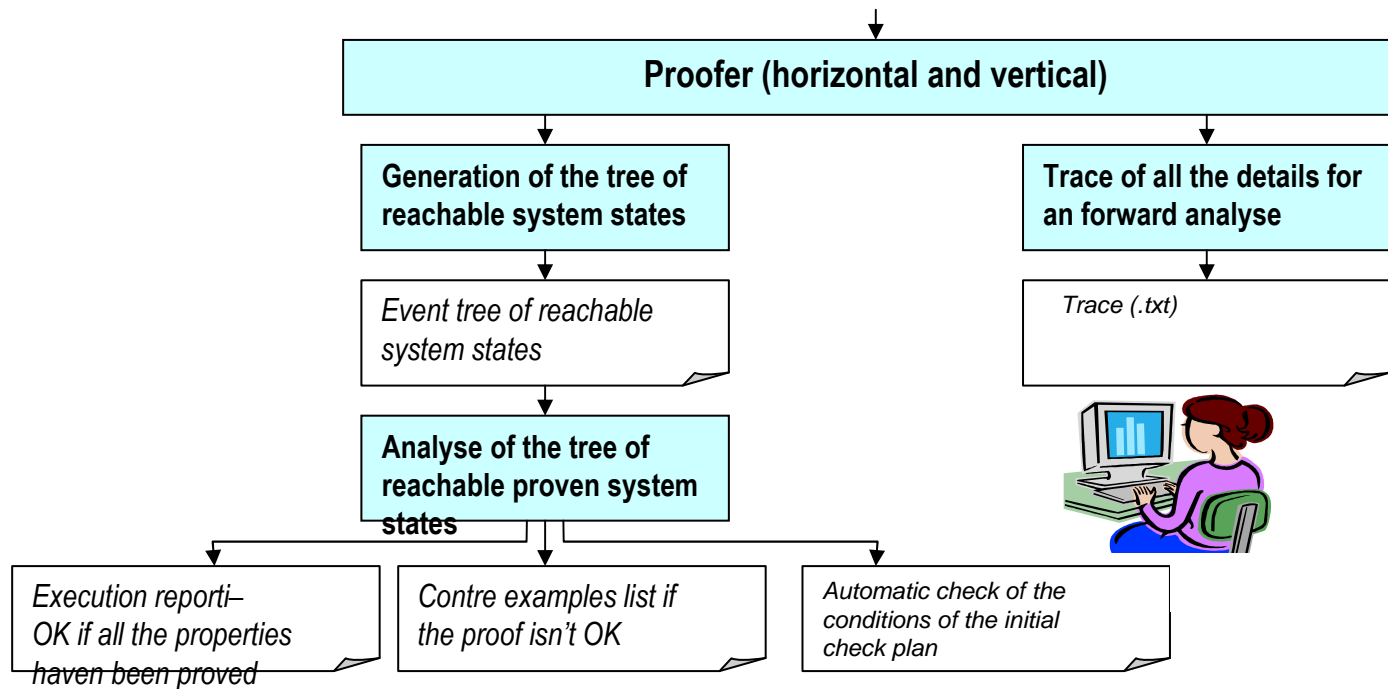 Proofer (horizontal and vertical)
Generation of the tree of
reachable system states
Trace of all the details for
an forward analyse
Event tree of reachable
system states
Trace (.txt)
Analyse of the tree of
reachable proven system
states
Execution reporti–
OK if all the properties
haven been proved
Contre examples list if
the proof isn't OK
Automatic check of the
conditions of the initial
check plan